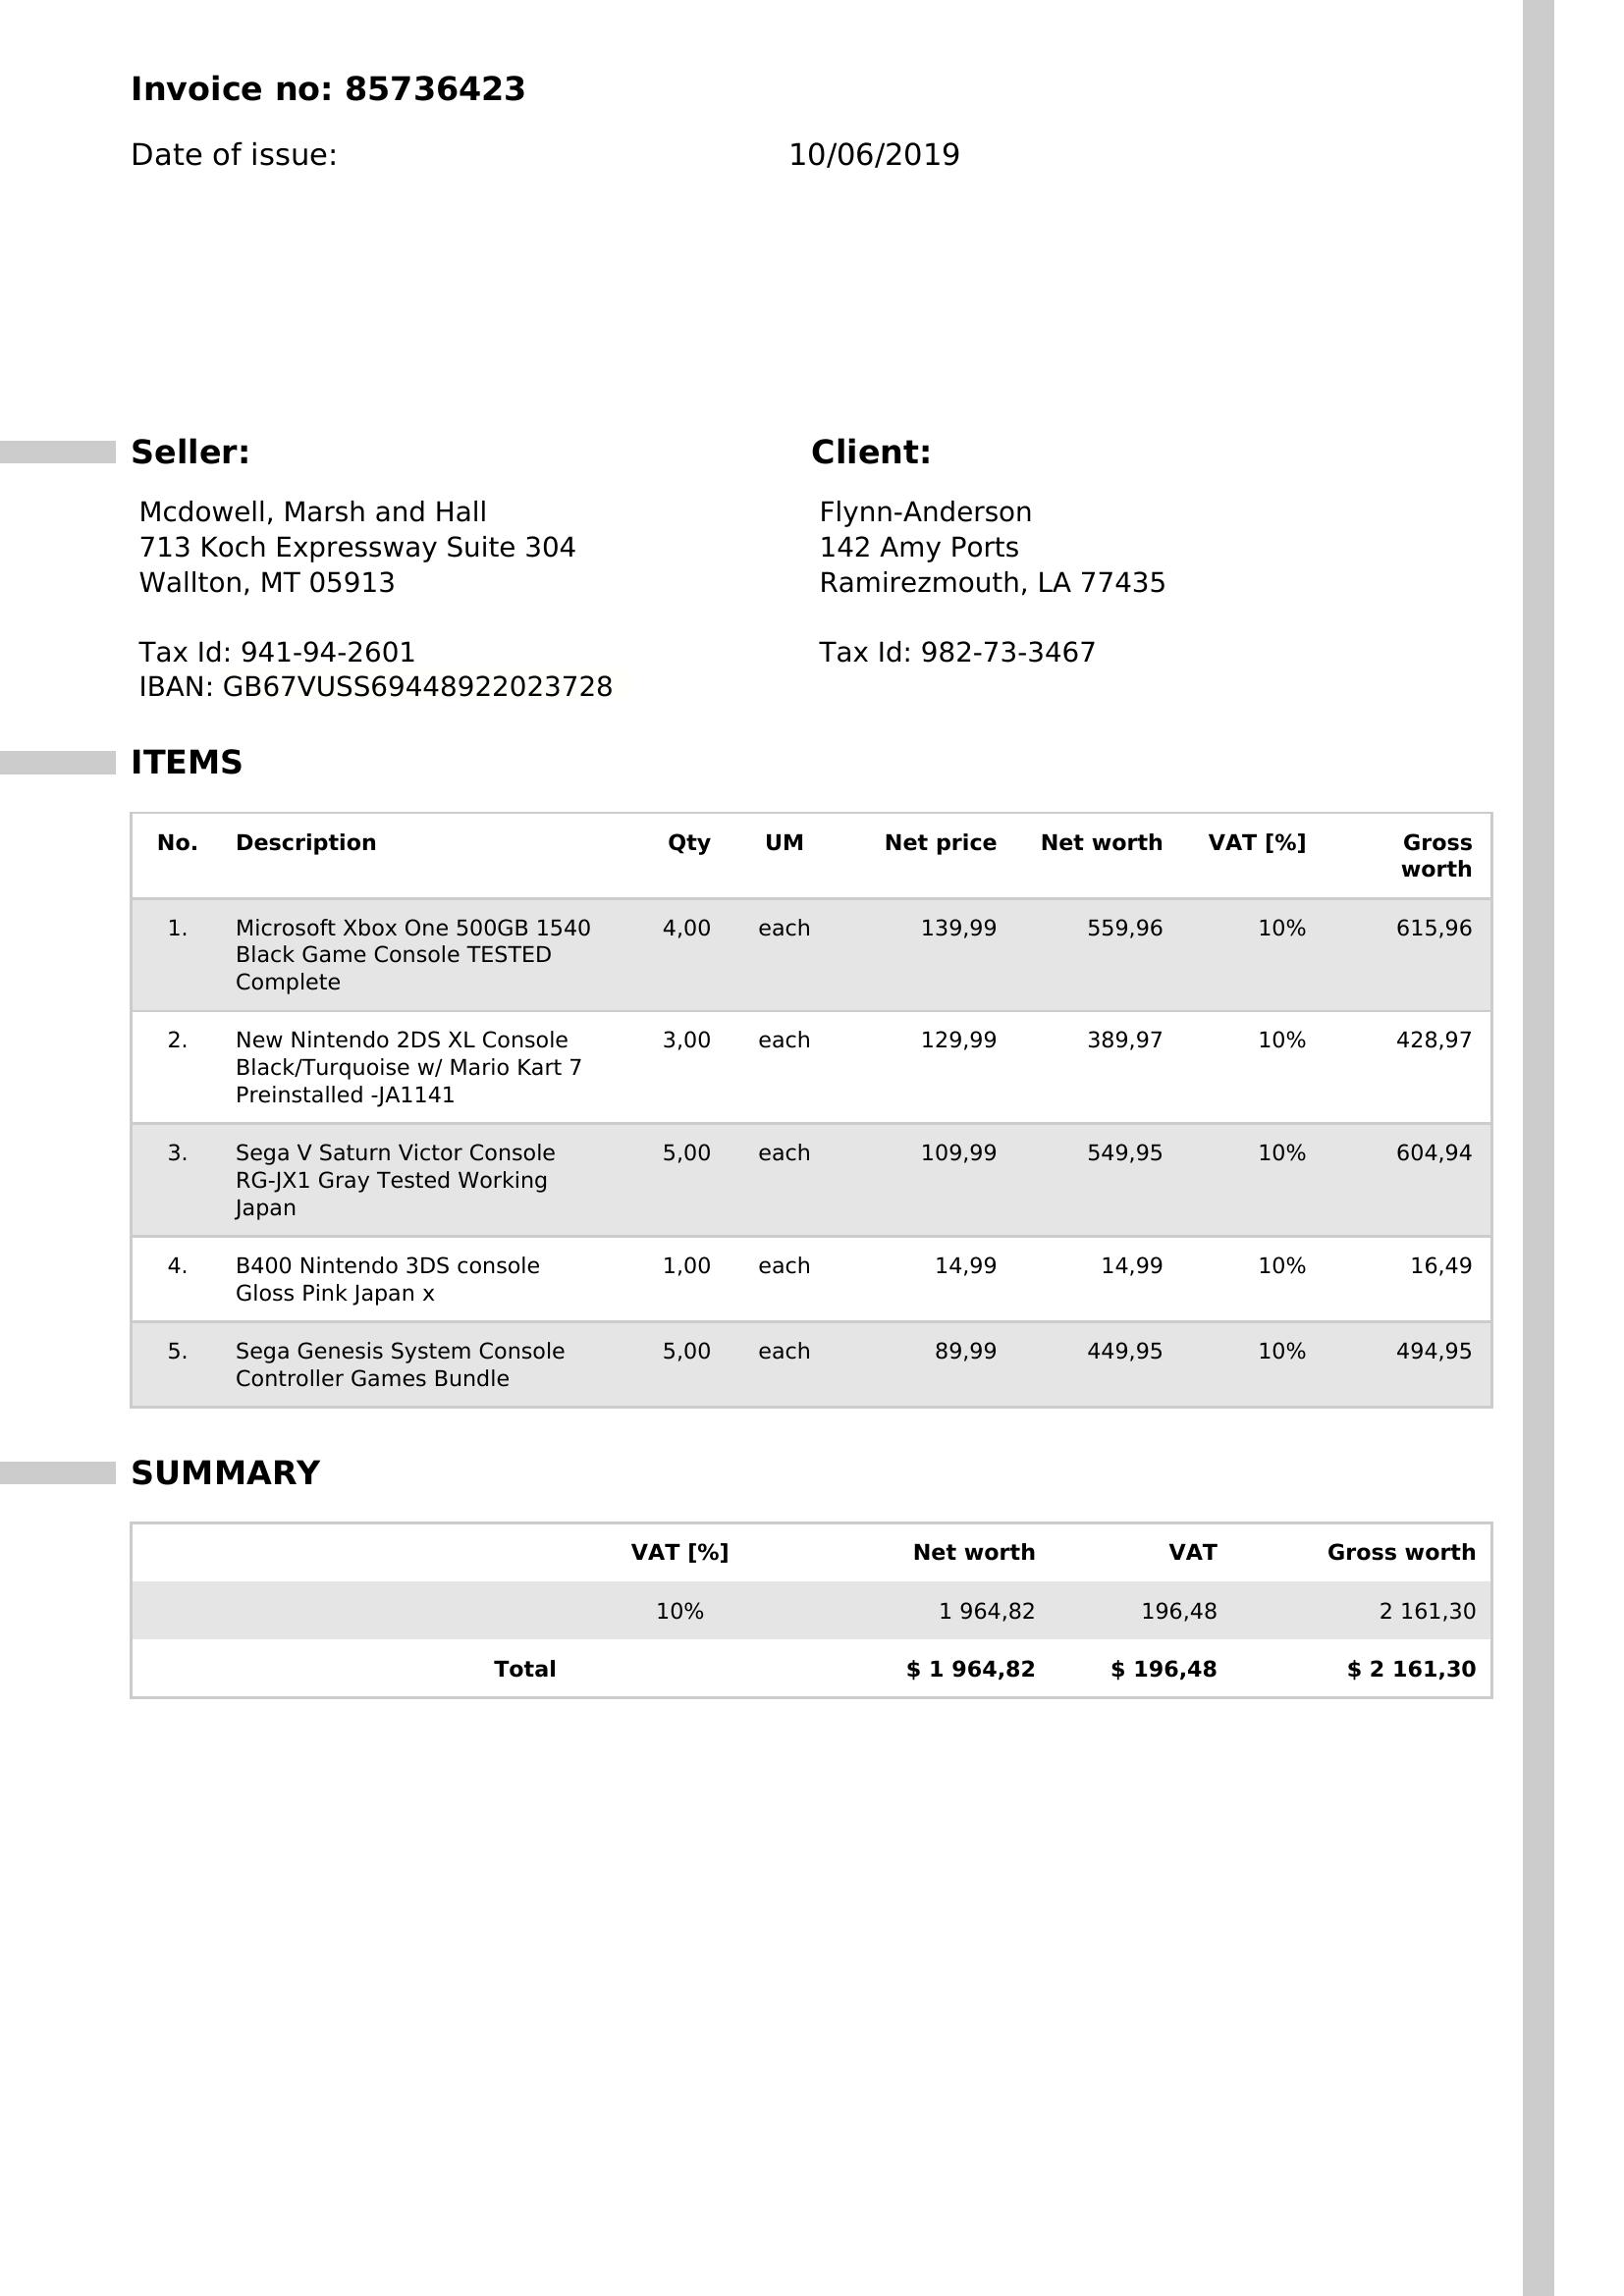 Invoice no: 85736423
Date of issue: 10/06/2019
Seller: Client:
Mcdowell, Marsh and Hall Flynn-Anderson
713 Koch Expressway Suite 304 142 Amy Ports
Wallton, MT 05913 Ramirezmouth, LA 77435
Tax Id: 941-94-2601 Tax Id: 982-73-3467
IBAN: GB67VUSS69448922023728
ITEMS
No. Description Qty UM Net price Net worth VAT [%] Gross
worth
1. Microsoft Xbox One 500GB 1540 4,00 each 139,99 559,96 10% 615,96
Black Game Console TESTED
Complete
2. New Nintendo 2DS XL Console 3,00 each 129,99 389,97 10% 428,97
Black/Turquoise w/ Mario Kart 7
Preinstalled -JA1141
3. Sega V Saturn Victor Console 5,00 each 109,99 549,95 10% 604,94
RG-JX1 Gray Tested Working
Japan
4. B400 Nintendo 3DS console 1,00 each 14,99 14,99 10% 16,49
Gloss Pink Japan x
5. Sega Genesis System Console 5,00 each 89,99 449,95 10% 494,95
Controller Games Bundle
SUMMARY
VAT [%] Net worth VAT Gross worth
10% 1 964,82 196,48 2 161,30
Total $ 1 964,82 $ 196,48 $ 2 161,30